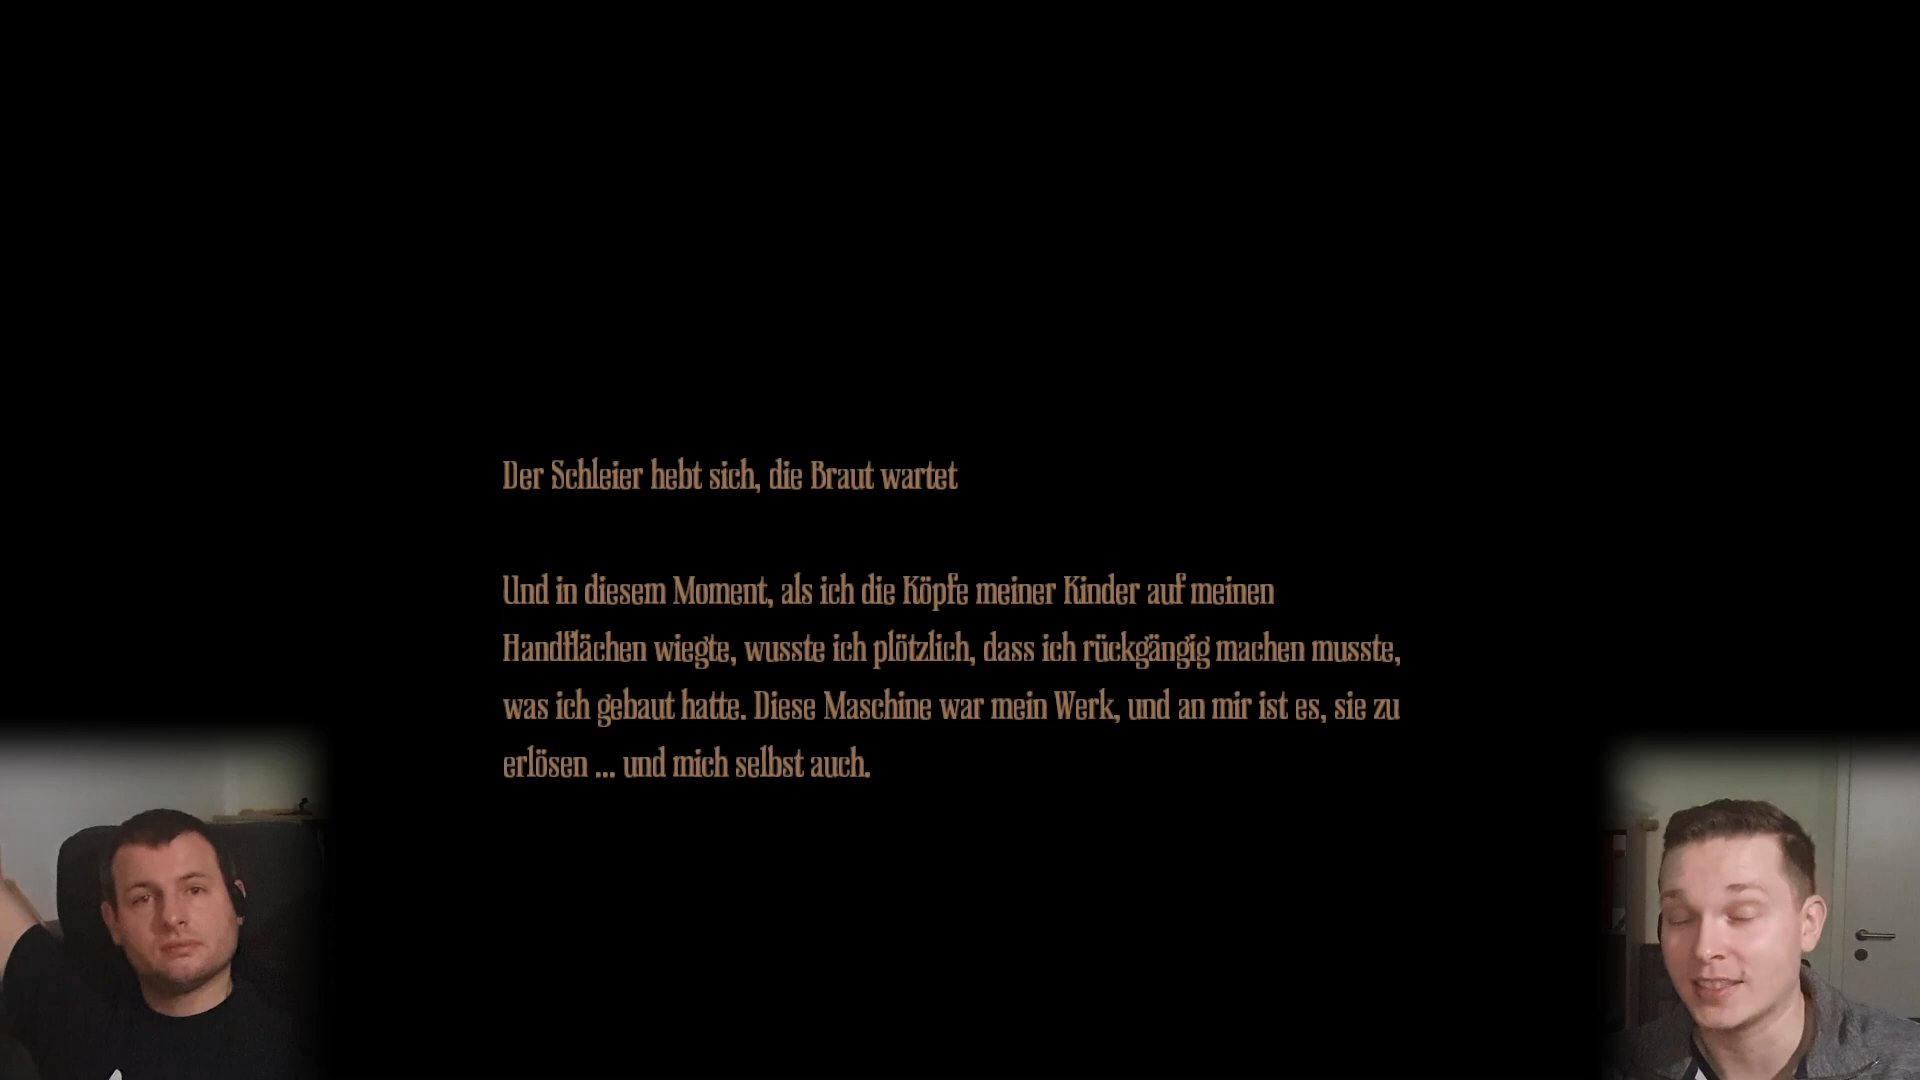 Der Schleier hebt sich, die Braut wartet
Und in diesem Moment, als ich die Köpfe meiner Kinder auf meinen
Handflächen wiegte, wusste ich plötzlich, dass ich rückgängig machen musste,
was ich gebaut hatte. Diese Maschine war mein Werk, und an mir ist es, sie zu
erlösen ... und mich selbst auch.